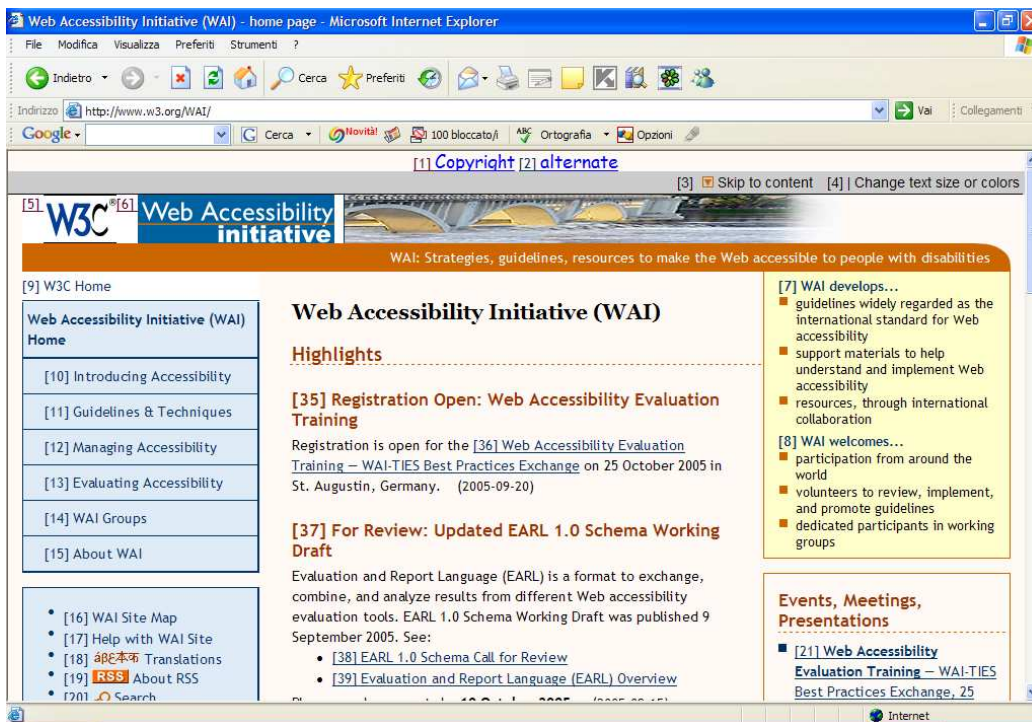 Web Accessibility Initiative (WAI) - home page - Microsoft Internet Explorer
File Modifica Visualizza Preferiti Strumenti ?
Indietro Cerca Preferiti
Indirizzo http://www.w3.org/WAI/ Vai Collegamenti
Google Cerca Novità! 100 bloccato/i ABC Ortografia Opzioni
[1] Copyright [2] alternate
[3] Skip to content [4] | Change text size or colors
[5] W3C® [6] Web Accessibility
initiative
WAI: Strategies, guidelines, resources to make the Web accessible to people with disabilities
[9] W3C Home
Web Accessibility Initiative (WAI)
Home
[10] Introducing Accessibility
[11] Guidelines & Techniques
[12] Managing Accessibility
[13] Evaluating Accessibility
[14] WAI Groups
[15] About WAI
[16] WAI Site Map
[17] Help with WAI Site
[18] Translations
[19] RSS About RSS
[20] Search
Web Accessibility Initiative (WAI)
Highlights
[35] Registration Open: Web Accessibility Evaluation
Training
Registration is open for the [36] Web Accessibility Evaluation
Training — WAI-TIES Best Practices Exchange on 25 October 2005 in
St. Augustin, Germany. (2005-09-20)
[37] For Review: Updated EARL 1.0 Schema Working
Draft
Evaluation and Report Language (EARL) is a format to exchange,
combine, and analyze results from different Web accessibility
evaluation tools. EARL 1.0 Schema Working Draft was published 9
September 2005. See:
• [38] EARL 1.0 Schema Call for Review
• [39] Evaluation and Report Language (EARL) Overview
[7] WAI develops...
guidelines widely regarded as the
international standard for Web
accessibility
support materials to help
understand and implement Web
accessibility
resources, through international
collaboration
[8] WAI welcomes...
participation from around the
world
volunteers to review, implement,
and promote guidelines
dedicated participants in working
groups
Events, Meetings,
Presentations
[21] Web Accessibility
Evaluation Training — WAI-TIES
Best Practices Exchange, 25
Internet